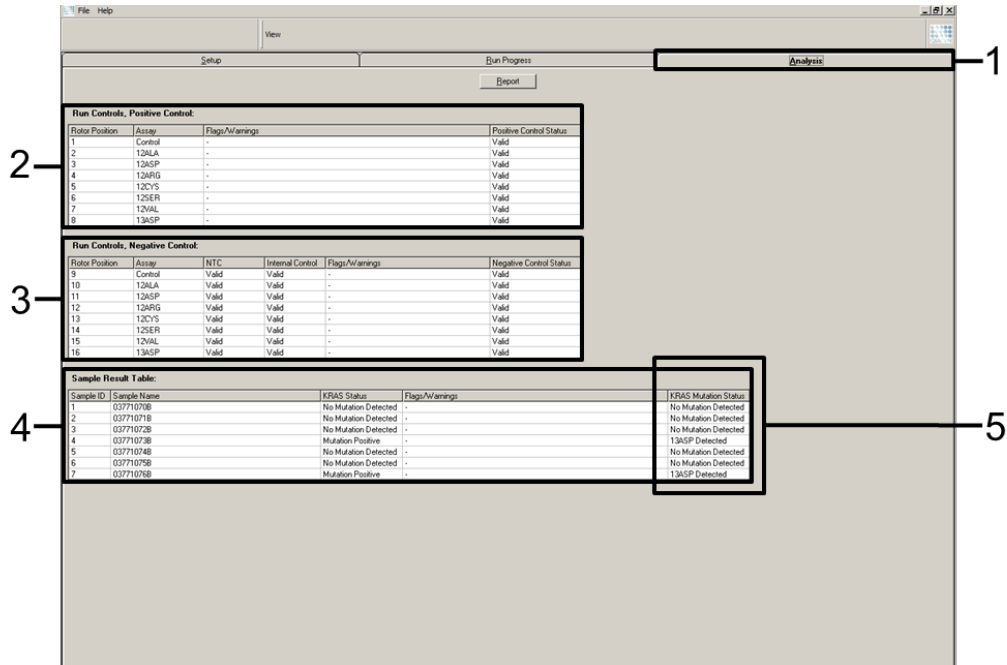 File Help
View
Setup Run Progress Analysis 1
Report
Run Controls, Positive Control:
Rotor Position Assay Flags/Warnings Positive Control Status
1 Control - Valid
2 12ALA - Valid
2
3 12ASP - Valid
4 12ARG - Valid
5 12CYS - Valid
6 12SER - Valid
7 12VAL - Valid
8 13ASP - Valid
Run Controls, Negative Control:
Rotor Position Assay NTC Internal Control Flags/Warnings Negative Control Status
9 Control Valid Valid - Valid
10 12ALA Valid Valid - Valid
11 12ASP Valid Valid - Valid
3
12 12ARG Valid Valid - Valid
13 12CYS Valid Valid - Valid
14 12SER Valid Valid - Valid
15 12VAL Valid Valid - Valid
16 13ASP Valid Valid - Valid
Sample Result Table:
Sample ID Sample Name KRAS Status Flags/Warnings KRAS Mutation Status
1 03771070B No Mutation Detected - No Mutation Detected
2 03771071B No Mutation Detected - No Mutation Detected
3 03771072B No Mutation Detected - No Mutation Detected
4 5
4 03771073B Mutation Positive - 13ASP Detected
5 03771074B No Mutation Detected - No Mutation Detected
6 03771075B No Mutation Detected - No Mutation Detected
7 03771076B Mutation Positive - 13ASP Detected